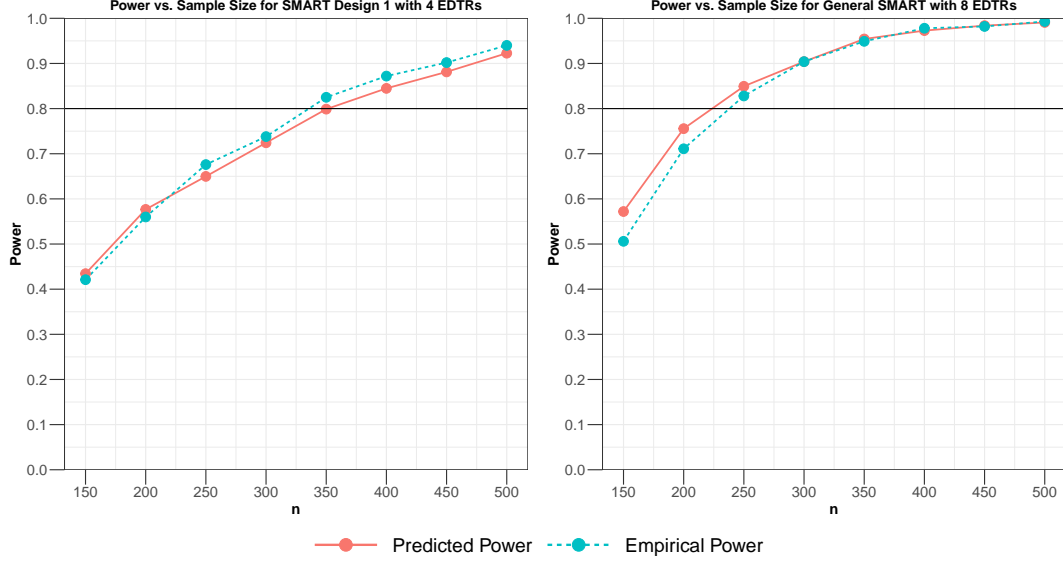 Power vs. Sample Size for SMART Design 1 with 4 EDTRs
Power
1.0
0.9
0.8
0.7
0.6
0.5
0.4
0.3
0.2
0.1
0.0
150 200 250 300 350 400 450 500
n
Power vs. Sample Size for General SMART with 8 EDTRs
Power
1.0
0.9
0.8
0.7
0.6
0.5
0.4
0.3
0.2
0.1
0.0
150 200 250 300 350 400 450 500
n
Predicted Power Empirical Power